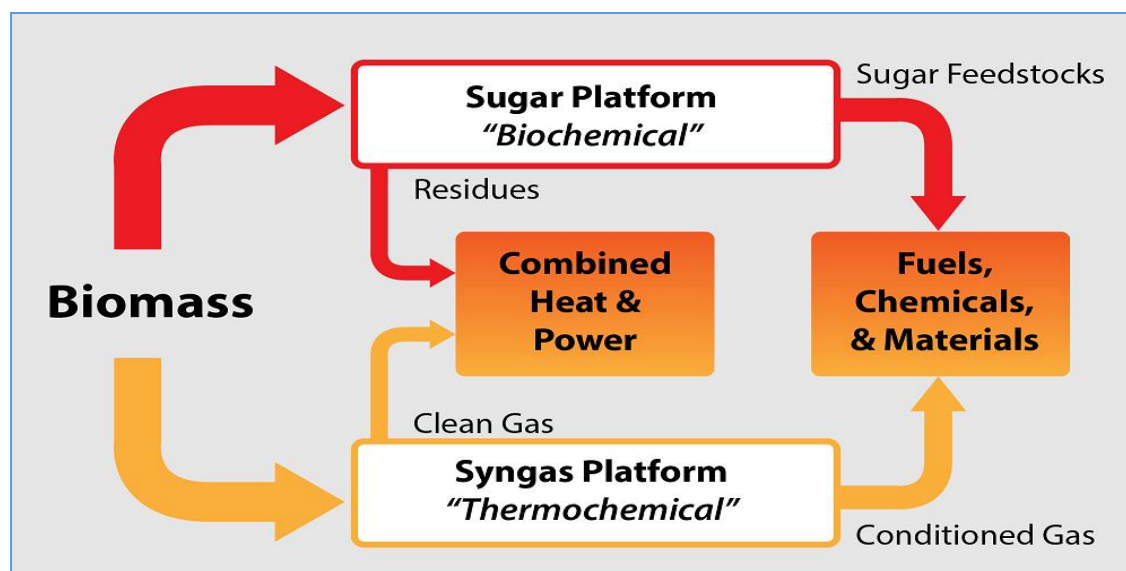 Sugar Platform
“Biochemical”
Sugar Feedstocks
Residues
Biomass
Combined
Heat &
Power
Fuels,
Chemicals,
& Materials
Clean Gas
Syngas Platform
“Thermochemical”
Conditioned Gas